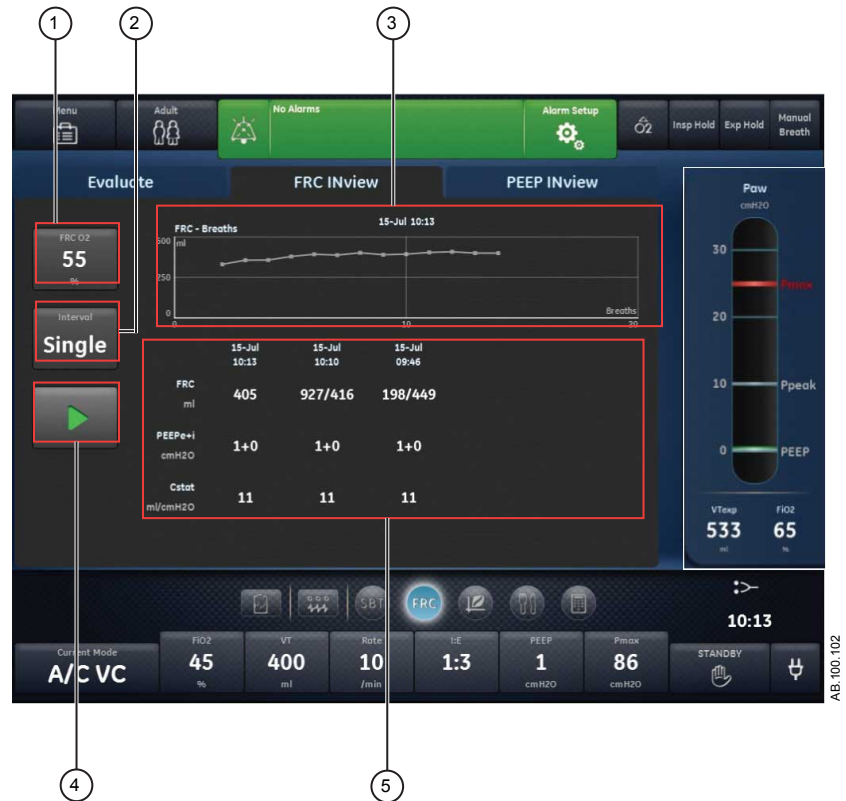 1
2
3
Menu
Adult
No Alarms
Alarm Setup
O2
Insp Hold
Exp Hold
Manual
Breath
Evaluate
FRC INview
PEEP INview
FRC O2
55
%
Interval
Single
FRC - Breaths
15-Jul 10:13
500
ml
250
0
Breaths
0
10
20
15-Jul
10:13
15-Jul
10:10
15-Jul
09:46
FRC
ml
405
927/416
198/449
PEEPe+i
cmH2O
1+0
1+0
1+0
Cstat
ml/cmH2O
11
11
11
Paw
cmH2O
30
Pmax
20
10
Ppeak
0
PEEP
VTexp
533
ml
FiO2
65
%
SBT
FRC
10:13
Current Mode
A/C VC
FiO2
45
%
VT
400
ml
Rate
10
/min
I:E
1:3
PEEP
1
cmH2O
Pmax
86
cmH2O
STANDBY
AB.100.102
4
5